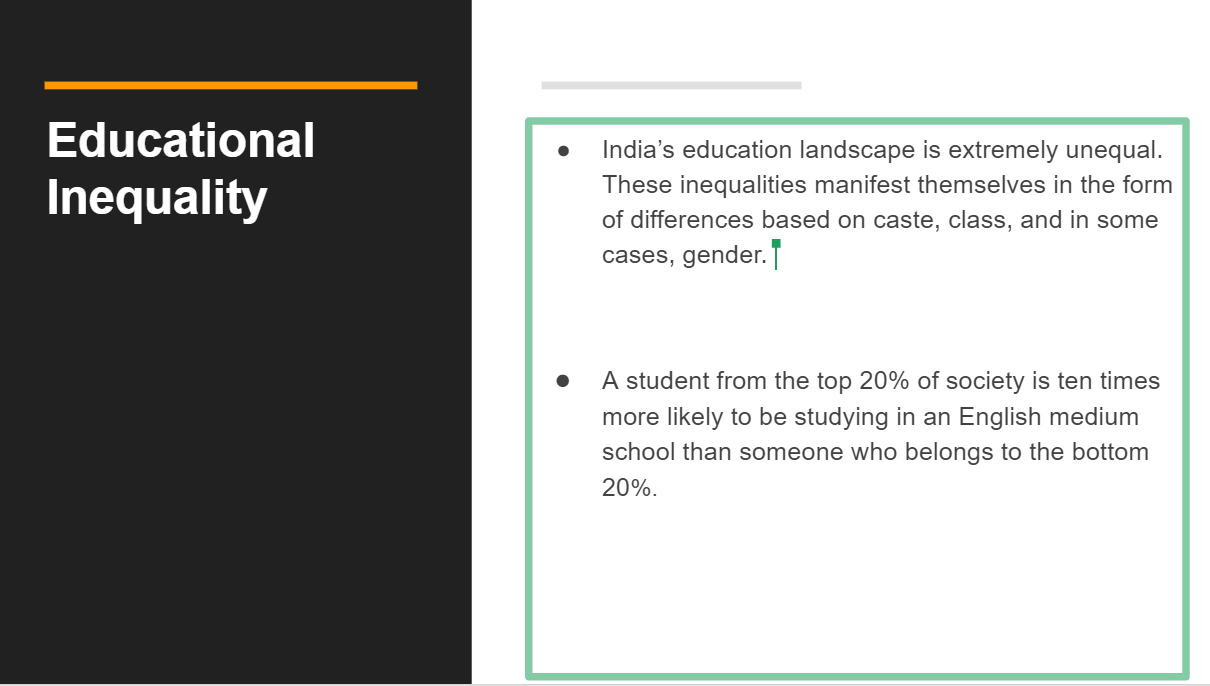 Educational
Inequality
● India’s education landscape is extremely unequal.
These inequalities manifest themselves in the form
of differences based on caste, class, and in some
cases, gender.
● A student from the top 20% of society is ten times
more likely to be studying in an English medium
school than someone who belongs to the bottom
20%.